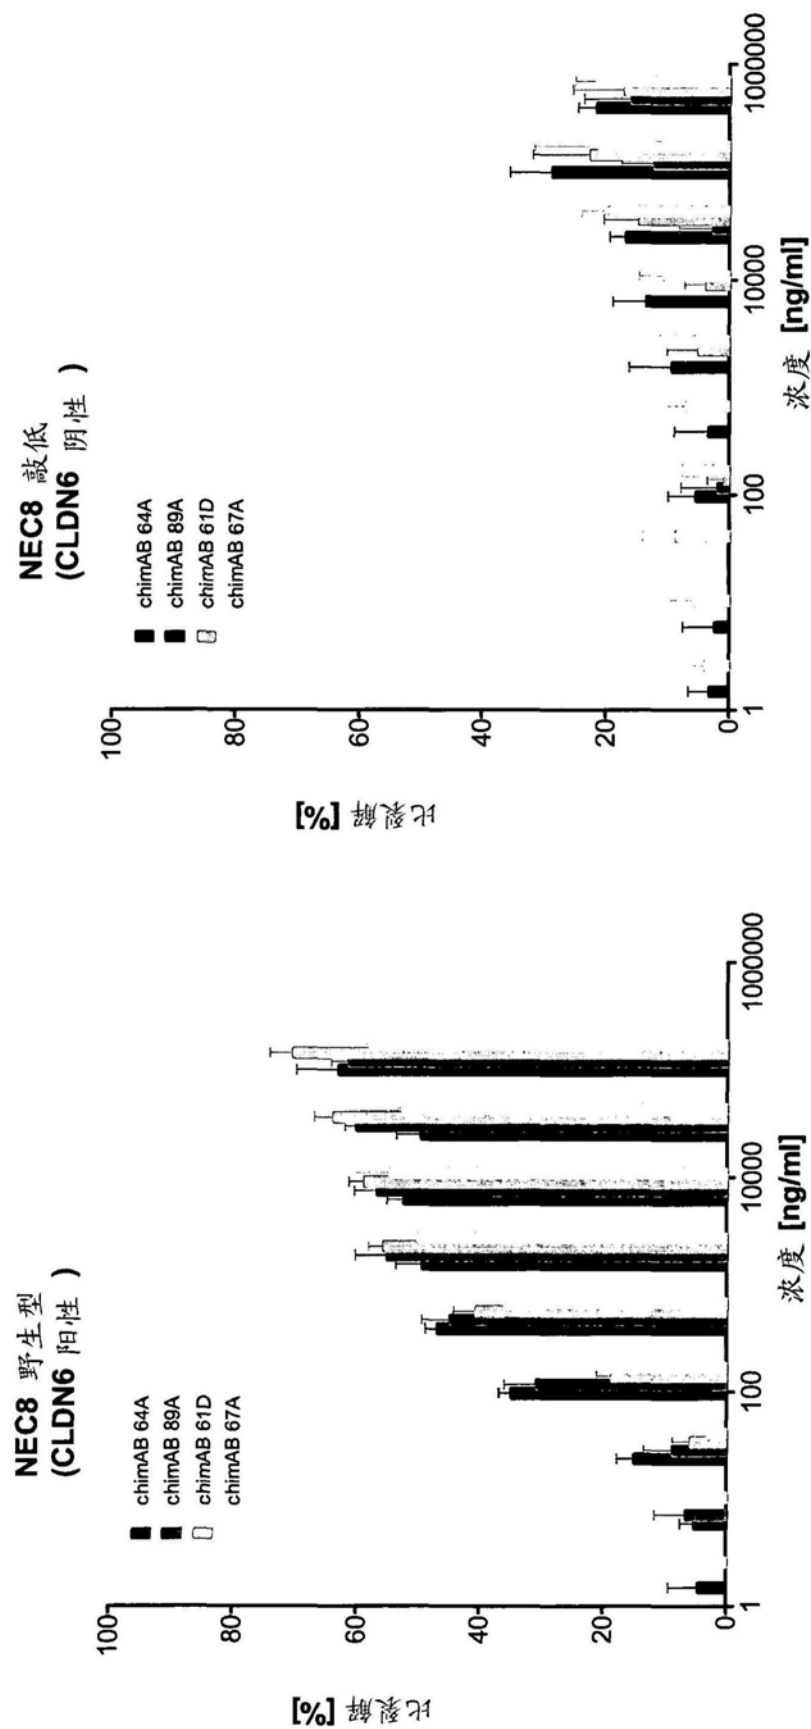 NEC8 野生型
(CLDN6 阳性 )
chimAB 64A
chimAB 89A
chimAB 61D
chimAB 67A
比裂解 [%]
100
80
60
40
20
0
1
100
10000
1000000
浓度 [ng/ml]
NEC8 敲低
(CLDN6 阴性 )
chimAB 64A
chimAB 89A
chimAB 61D
chimAB 67A
比裂解 [%]
100
80
60
40
20
0
1
100
10000
1000000
浓度 [ng/ml]